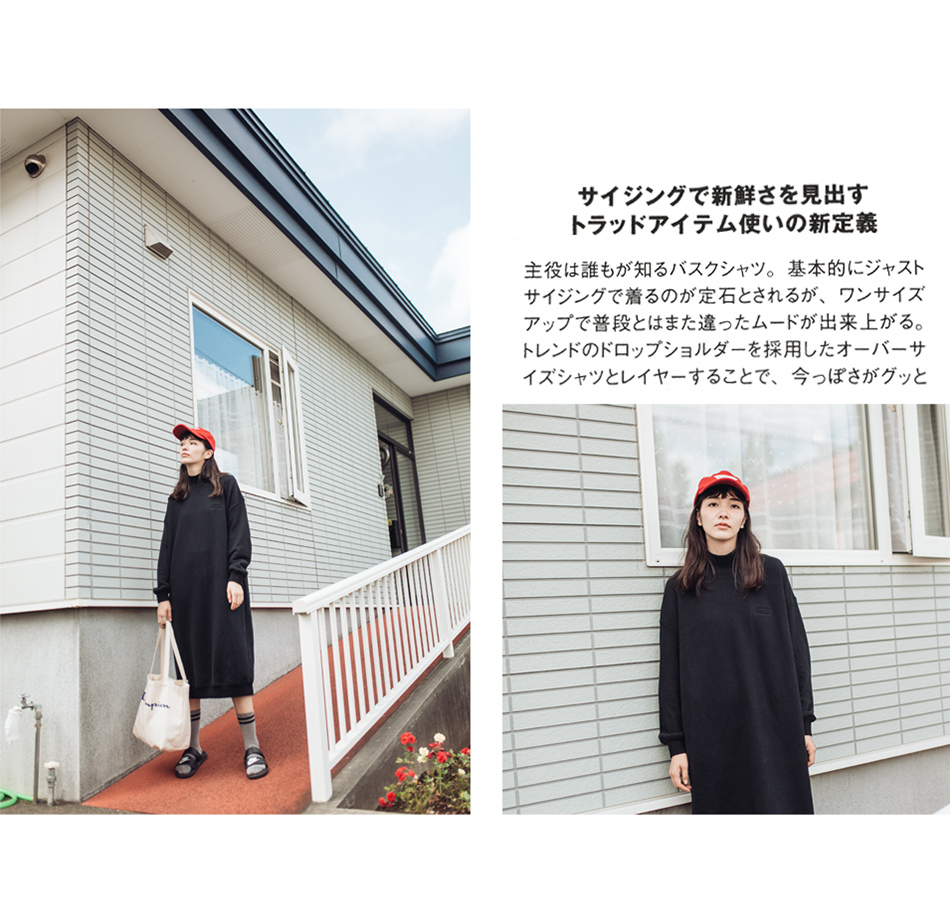 サイジングで新鮮さを見出す
トラッドアイテム使いの新定義
主役は誰もが知るバスクシャツ。基本的にジャスト
サイジングで着るのが定石とされるが、ワンサイズ
アップで普段とはまた違ったムードが出来上がる。
トレンドのドロップショルダーを採用したオーバーサ
イズシャツとレイヤーすることで、今っぽさがグッと